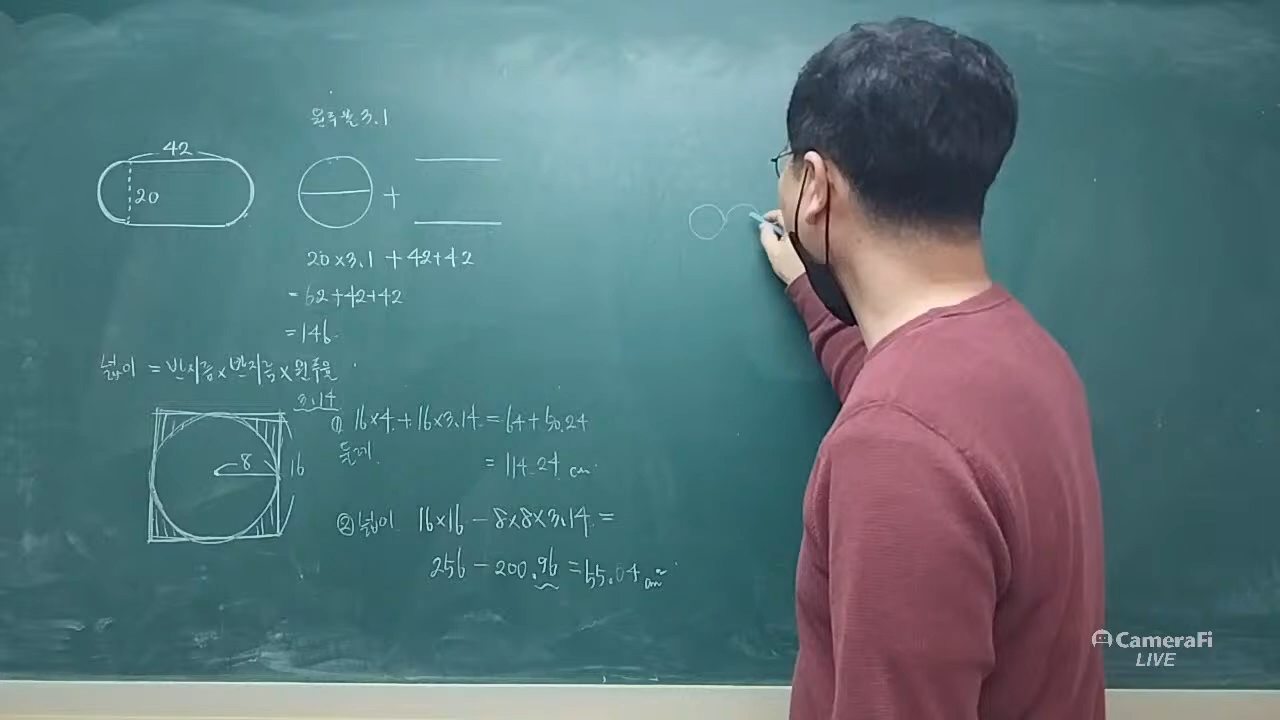 원주율 3.1
42
20
+
20×3.1+42+42
=62+42+42
=146.
넓이 = 반지름×반지름×원주율
3.14
8
16
① 16×4+16×3.14=64+50.24
둘레
=114.24 cm
②넓이 16×16-8×8×3.14=
256-200.96=55.04 cm²
CameraFi
LIVE